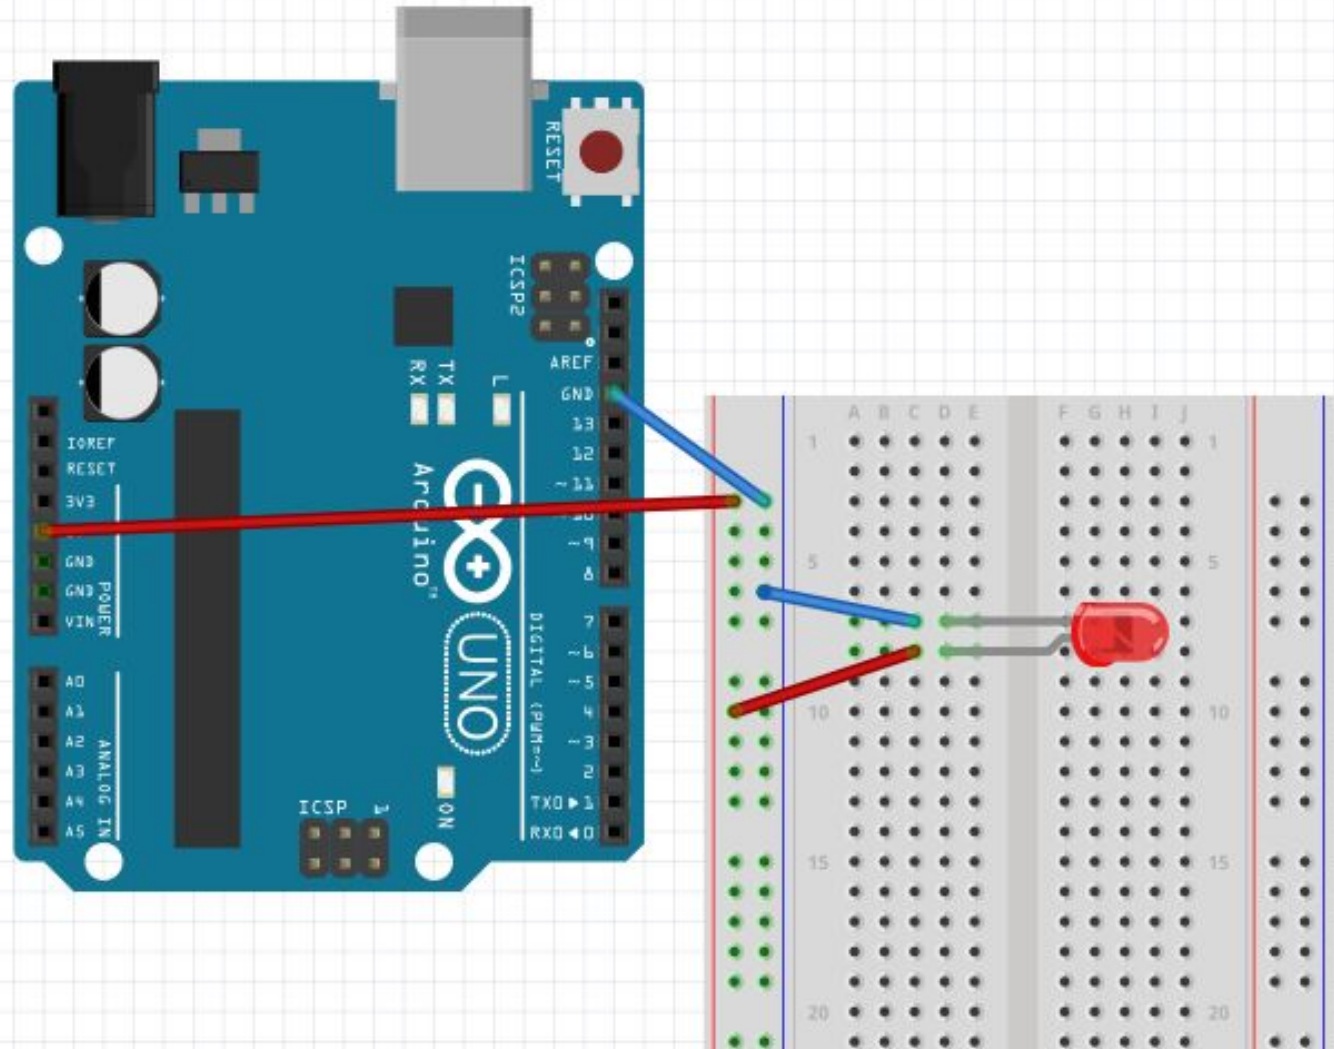 RESET
ICSP2
AREF
GND
13
12
~11
~10
~9
8
RX
TX
L
IOREF
RESET
3V3
GND
GND
VIN
POWER
Arduino™
UNO
DIGITAL (PWM=~)
7
~6
~5
4
~3
2
TX0▶1
RX0◀0
A0
A1
A2
A3
A4
A5
ANALOG IN
ICSP
1
ON
A B C D E F G H I J
1 1
5 5
10 10
15 15
20 20